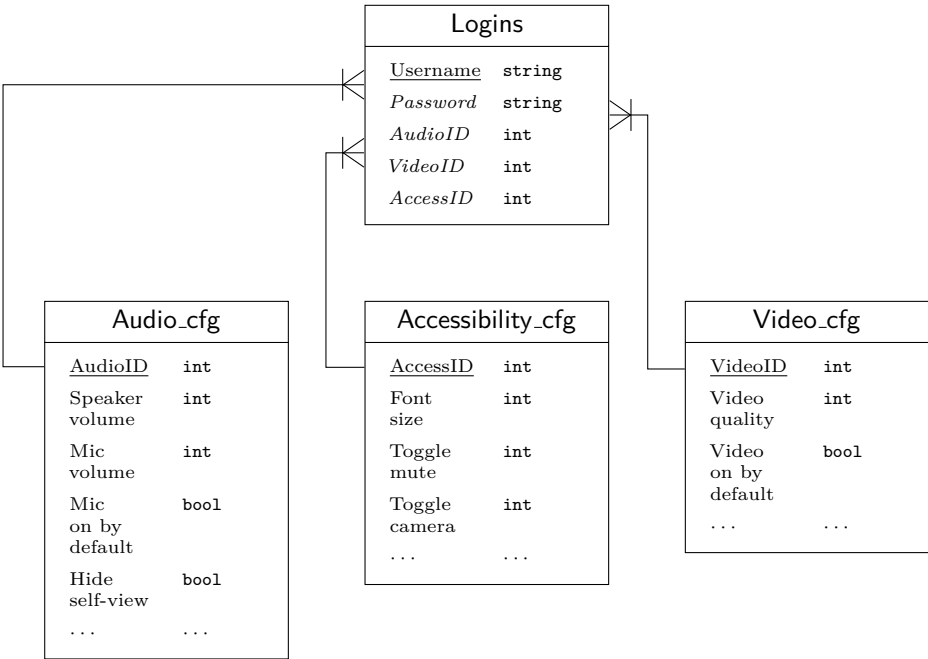 Logins
Username string
Password string
AudioID int
VideoID int
AccessID int
Audio_cfg
AudioID int
Speaker int
volume
Mic int
volume
Mic bool
on by
default
Hide bool
self-view
... ...
Accessibility_cfg
AccessID int
Font int
size
Toggle int
mute
Toggle int
camera
... ...
Video_cfg
VideoID int
Video int
quality
Video bool
on by
default
... ...